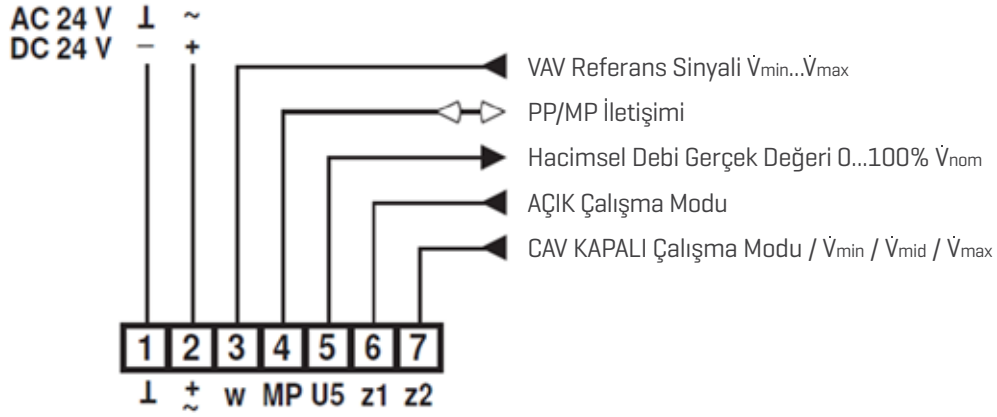 AC 24 V ⊥ ~
DC 24 V – +
VAV Referans Sinyali V̇min...V̇max
PP/MP İletişimi
Hacimsel Debi Gerçek Değeri 0...100% V̇nom
AÇIK Çalışma Modu
CAV KAPALI Çalışma Modu / V̇min / V̇mid / V̇max
1 2 3 4 5 6 7
⊥ +~ w MP U5 z1 z2